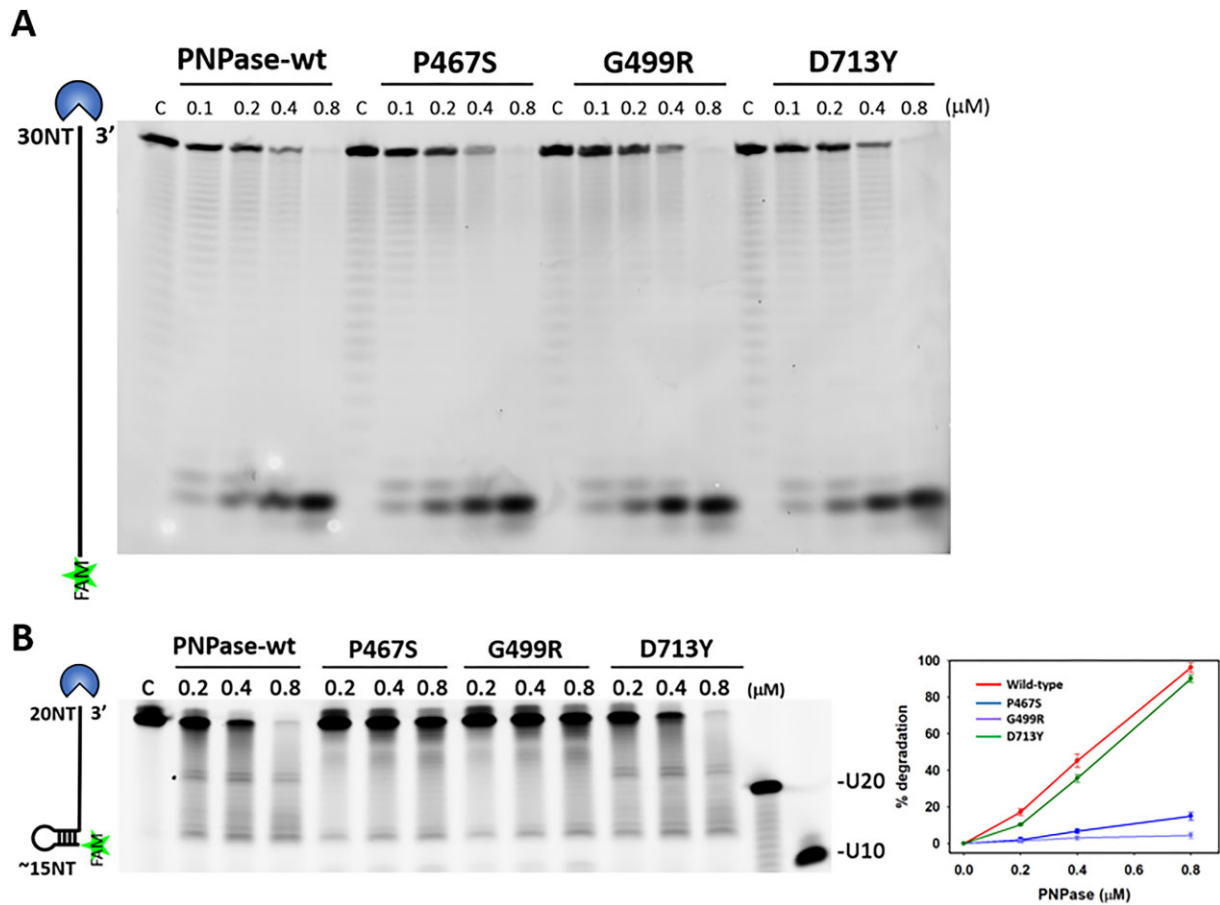 A
PNPase-wt P467S G499R D713Y
C 0.1 0.2 0.4 0.8 C 0.1 0.2 0.4 0.8 C 0.1 0.2 0.4 0.8 C 0.1 0.2 0.4 0.8 (μM)
30NT 3’
FAM
B
PNPase-wt P467S G499R D713Y
C 0.2 0.4 0.8 0.2 0.4 0.8 0.2 0.4 0.8 0.2 0.4 0.8 (μM)
20NT 3’
-U20
FAM
~15NT
-U10
% degradation
100
80
60
40
20
0
Wild-type
P467S
G499R
D713Y
0.0 0.2 0.4 0.6 0.8
PNPase (μM)